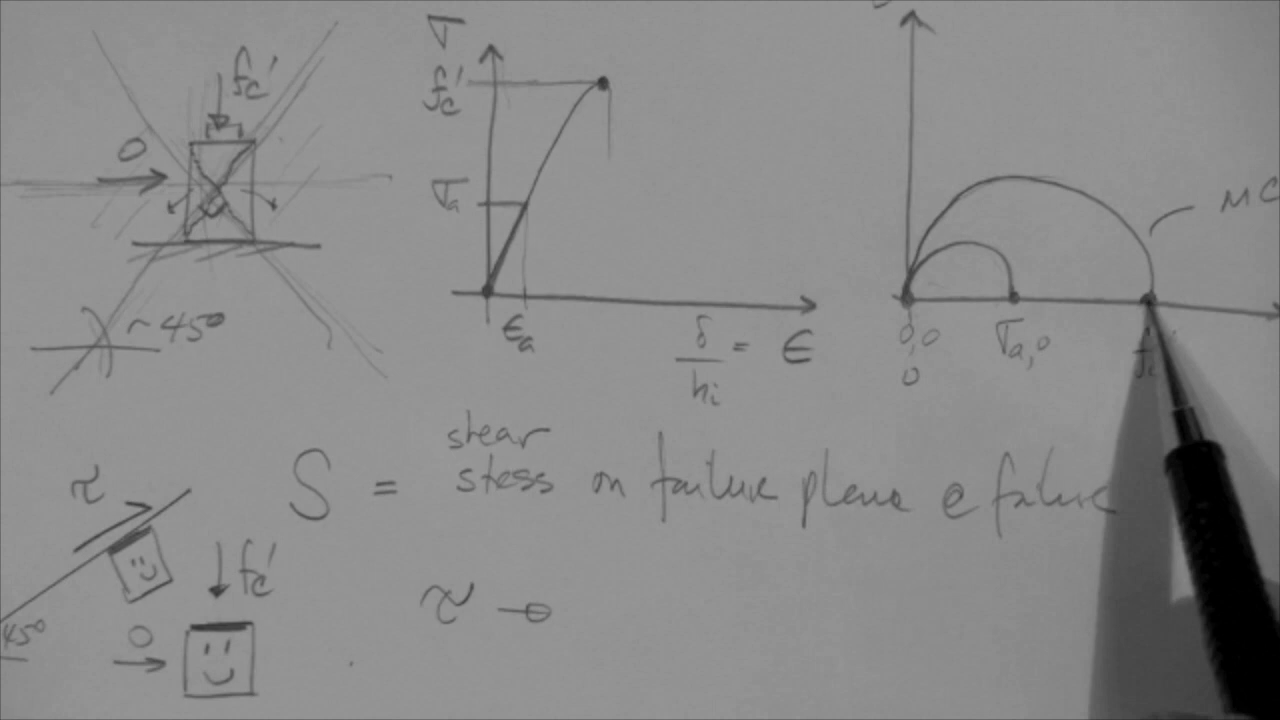 fc'
0
~45°
σ
fc'
σa
εa
δ/hi = ε
MC
0,0
0
σa,0
S = shear stess on failure plane @ failure
τ
45°
fc'
0
τ →